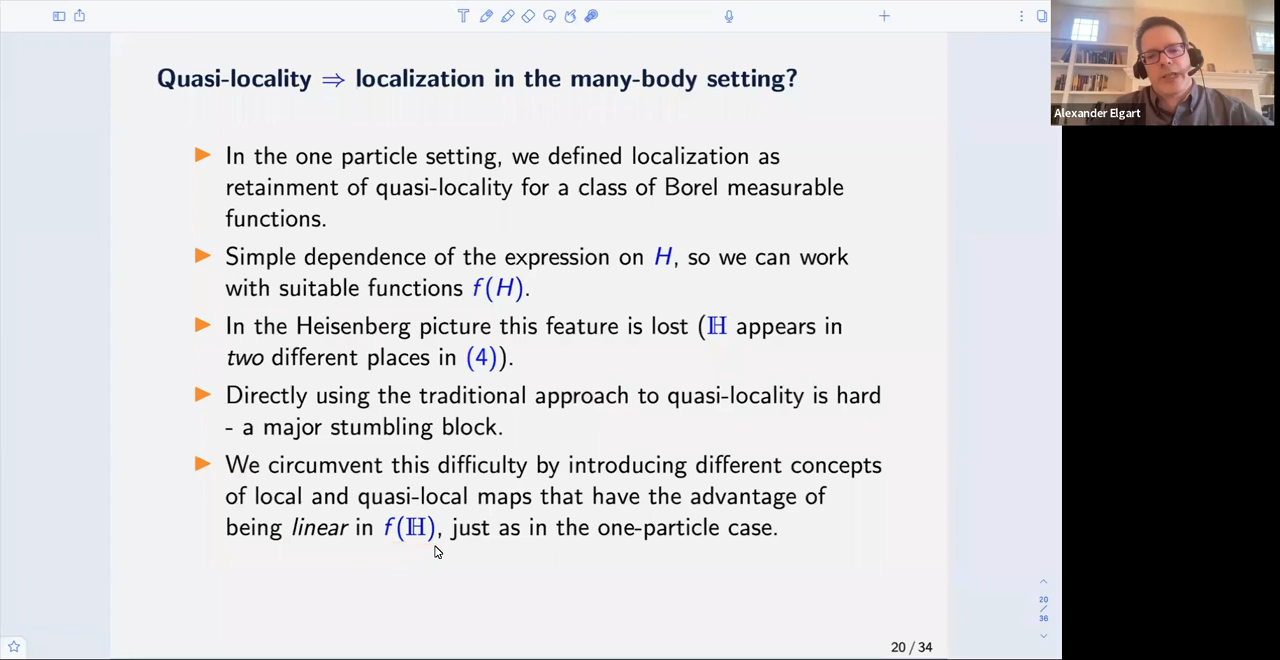 Quasi-locality ⇒ localization in the many-body setting?
Alexander Elgart
In the one particle setting, we defined localization as
retainment of quasi-locality for a class of Borel measurable
functions.
Simple dependence of the expression on H, so we can work
with suitable functions f(H).
In the Heisenberg picture this feature is lost (ℍ appears in
two different places in (4)).
Directly using the traditional approach to quasi-locality is hard
- a major stumbling block.
We circumvent this difficulty by introducing different concepts
of local and quasi-local maps that have the advantage of
being linear in f(ℍ), just as in the one-particle case.
20
/
36
20 / 34